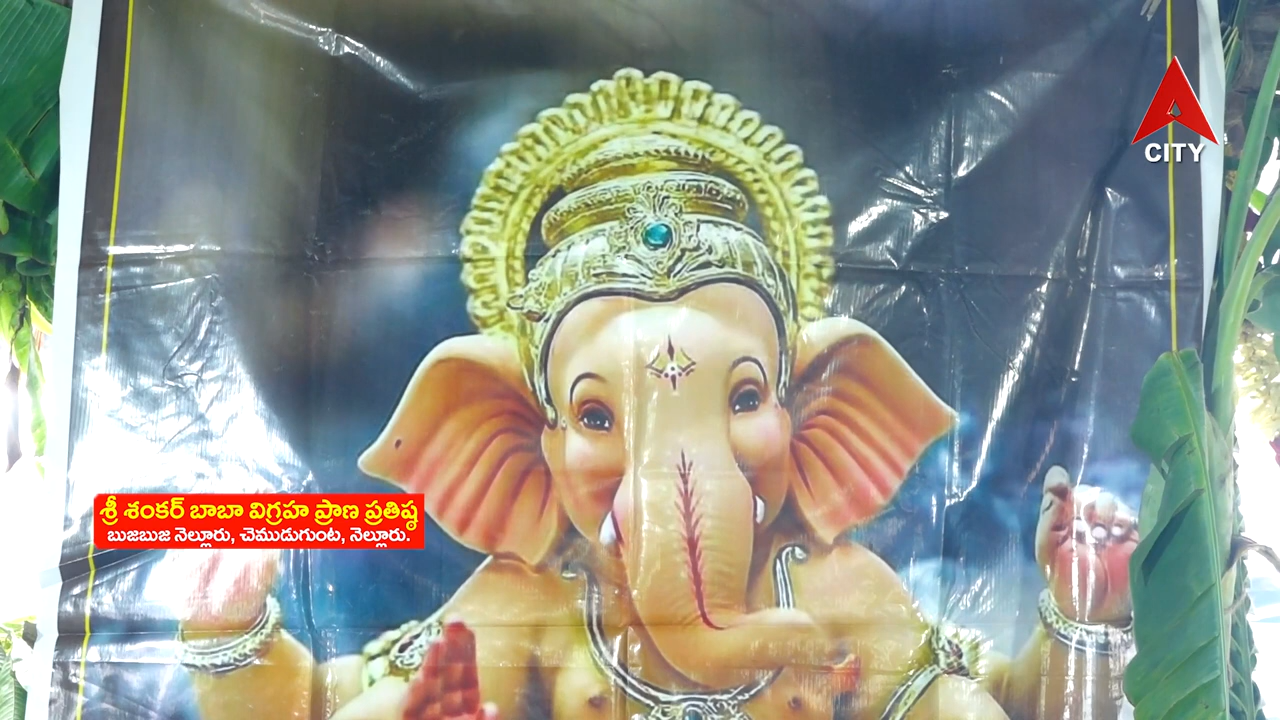 CITY
శ్రీ శంకర్ బాబా విగ్రహ ప్రాణ ప్రతిష్ఠ
బుజబుజ నెల్లూరు, చెముడుగుంట, నెల్లూరు.